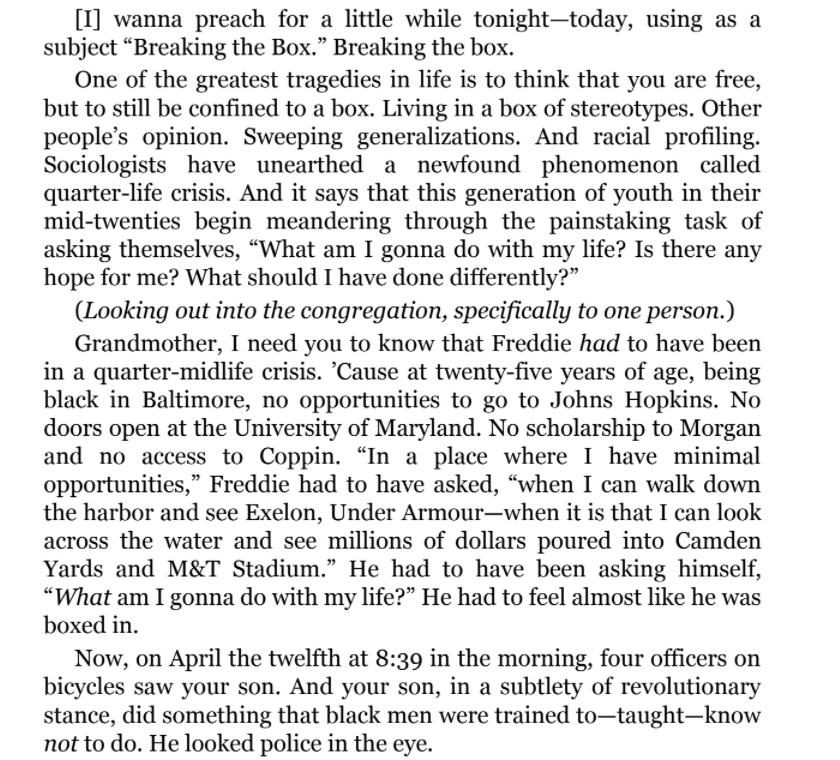 [I] wanna preach for a little while tonight—today, using as a
subject “Breaking the Box.” Breaking the box.
One of the greatest tragedies in life is to think that you are free,
but to still be confined to a box. Living in a box of stereotypes. Other
people’s opinion. Sweeping generalizations. And racial profiling.
Sociologists have unearthed a newfound phenomenon called
quarter-life crisis. And it says that this generation of youth in their
mid-twenties begin meandering through the painstaking task of
asking themselves, “What am I gonna do with my life? Is there any
hope for me? What should I have done differently?”
(Looking out into the congregation, specifically to one person.)
Grandmother, I need you to know that Freddie had to have been
in a quarter-midlife crisis. ’Cause at twenty-five years of age, being
black in Baltimore, no opportunities to go to Johns Hopkins. No
doors open at the University of Maryland. No scholarship to Morgan
and no access to Coppin. “In a place where I have minimal
opportunities,” Freddie had to have asked, “when I can walk down
the harbor and see Exelon, Under Armour—when it is that I can look
across the water and see millions of dollars poured into Camden
Yards and M&T Stadium.” He had to have been asking himself,
“What am I gonna do with my life?” He had to feel almost like he was
boxed in.
Now, on April the twelfth at 8:39 in the morning, four officers on
bicycles saw your son. And your son, in a subtlety of revolutionary
stance, did something that black men were trained to—taught—know
not to do. He looked police in the eye.